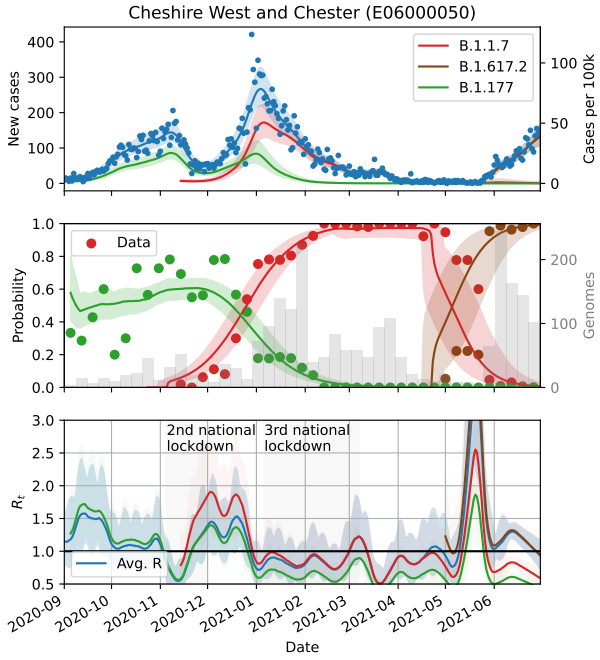 Cheshire West and Chester (E06000050)
New cases
400
300
200
100
0
B.1.1.7
B.1.617.2
B.1.177
100
50
0
Cases per 100k
Probability
1.0
0.8
0.6
0.4
0.2
0.0
Data
200
100
0
Genomes
R_t
3.0
2.5
2.0
1.5
1.0
0.5
2nd national
lockdown
3rd national
lockdown
Avg. R
2020-09
2020-10
2020-11
2020-12
2021-01
2021-02
2021-03
2021-04
2021-05
2021-06
Date